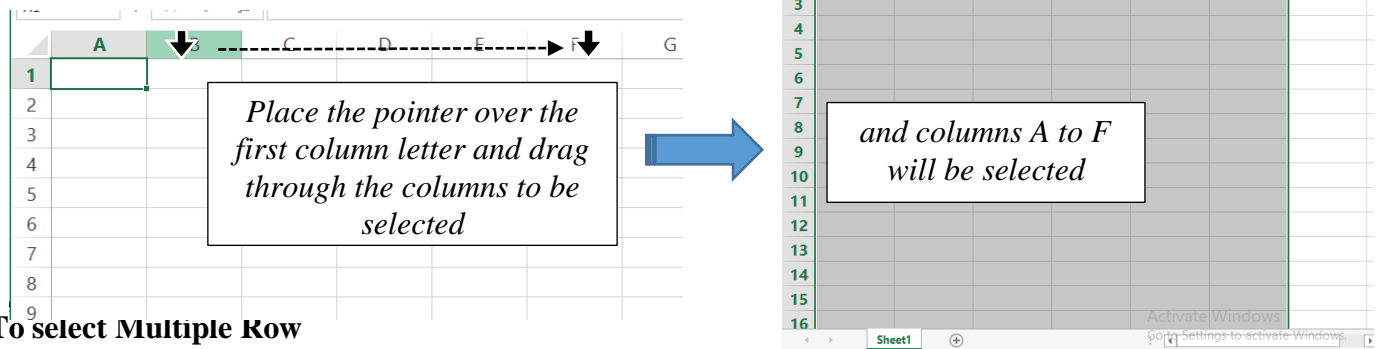 A B C D E F G
1
2
3
4
5
6
7
8
9
Place the pointer over the
first column letter and drag
through the columns to be
selected
3
4
5
6
7
8
9
10
11
12
13
14
15
16
and columns A to F
will be selected
Sheet1
Activate Windows
Go to Settings to activate Windows.
To select Multiple Row